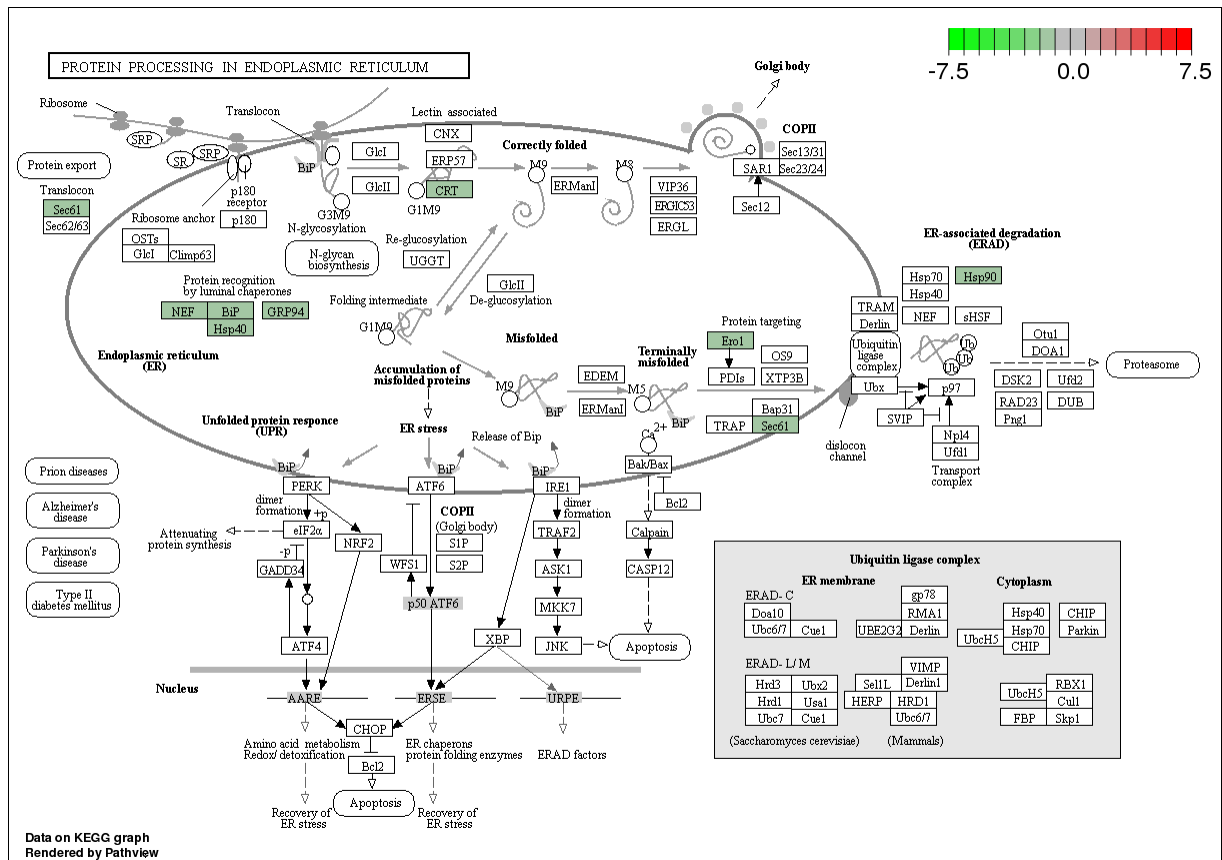 -7.5 0.0 7.5
PROTEIN PROCESSING IN ENDOPLASMIC RETICULUM
Golgi body
Ribosome
Translocon
Lectin associated
SRP
SR
SRP
CNX
COPII
GlcI
ERP57
Correctly folded
M9
M8
Sec13/31
SAR1
Sec23/24
Protein export
BiP
GlcII
CRT
ERManI
VIP36
ERGIC53
ERGL
Sec12
Translocon
Sec61
Sec62/63
p180
receptor
p180
Ribosome anchor
G3M9
N-glycosylation
G1M9
OSTs
GlcI
Climp63
N-glycan
biosynthesis
Re-glucosylation
UGGT
ER-associated degradation
(ERAD)
Protein recognition
by luminal chaperones
NEF
BiP
GRP94
Hsp40
GlcII
De-glucosylation
Folding intermediate
G1M9
Hsp70
Hsp90
Hsp40
TRAM
NEF
sHSF
Derlin
Endoplasmic reticulum
(ER)
Misfolded
Protein targeting
Ero1
OS9
PDIs
XTP3B
Ubiquitin
ligase
complex
Ub
Ub
Ub
Otu1
DOA1
Proteasome
Accumulation of
misfolded proteins
Terminally
misfolded
M9
BiP
EDEM
ERManI
M5
BiP
Ubx
p97
DSK2
Ufd2
RAD23
DUB
Png1
SVIP
Bap31
TRAP
Sec61
Unfolded protein responce
(UPR)
ER stress
Release of Bip
Ca 2+
dislocon
channel
Npl4
Ufd1
Transport
complex
BiP
BiP
BiP
Bak/Bax
Prion diseases
PERK
ATF6
IRE1
Bcl2
Alzheimer's
disease
dimer
formation
+p
COPII
(Golgi body)
dimer
formation
Attenuating
protein synthesis
eIF2α
NRF2
S1P
S2P
TRAF2
Calpain
Parkinson's
disease
-p
GADD34
WFS1
ASK1
CASP12
Type II
diabetes mellitus
p50 ATF6
MKK7
ATF4
XBP
JNK
Apoptosis
Nucleus
AARE
ERSE
URPE
CHOP
Amino acid metabolism
Redox/ detoxification
ER chaperons
protein folding enzymes
ERAD factors
Bcl2
Apoptosis
Recovery of
ER stress
Recovery of
ER stress
Ubiquitin ligase complex
ER membrane
Cytoplasm
ERAD- C
Doa10
Ubc6/7
Cue1
gp78
RMA1
UBE2G2
Derlin
Hsp40
CHIP
Hsp70
Parkin
UbcH5
CHIP
ERAD- L/ M
Hrd3
Ubx2
Hrd1
Usa1
Ubc7
Cue1
VIMP
Sel1L
Derlin1
HERP
HRD1
Ubc6/7
UbcH5
RBX1
Cul1
FBP
Skp1
(Saccharomyces cerevisiae)
(Mammals)
Data on KEGG graph
Rendered by Pathview